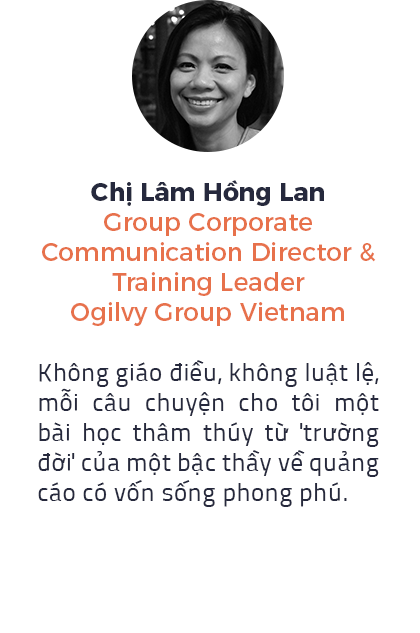 Chị Lâm Hồng Lan
Group Corporate
Communication Director &
Training Leader
Ogilvy Group Vietnam
Không giáo điều, không luật lệ,
mỗi câu chuyện cho tôi một
bài học thâm thúy từ 'trường
đời' của một bậc thầy về quảng
cáo có vốn sống phong phú.